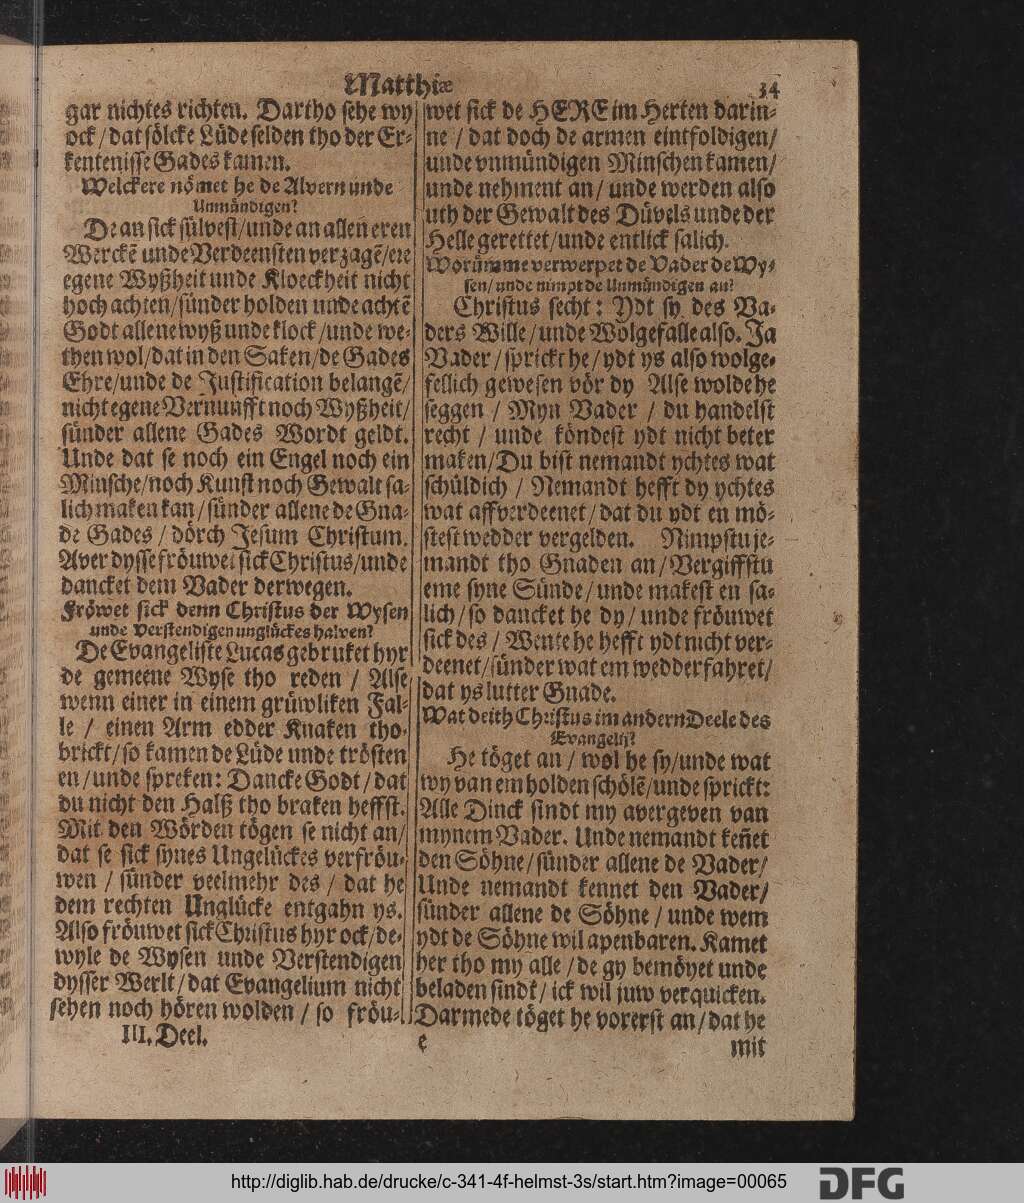 Matthiæ
34
gar nichtes richten. Dartho sehe wy
ock / dat sölcke Lüde selden tho der Er-
kentenisse Gades kamen.
Welckere nömet he de Alvern unde
Unmündigen?
De an sick sülvest/unde an allen eren
Werckē unde Verdeensten verzagē/ere
egene Wyßheit unde Kloeckheit nicht
hoch achten/sünder holden unde achtē
Godt allene wyß unde klock /unde we-
then wol/dat in den Saken/de Gades
Ehre/unde de Justification belangē/
nicht egene Vernunfft noch Wyßheit/
sünder allene Gades Wordt geldt.
Unde dat se noch ein Engel noch ein
Minsche/noch Kunst noch Gewalt sa-
lich maken kan / sünder allene de Gna-
de Gades / dörch Jesum Christum.
Aver dysse fröuwet sick Christus/unde
dancket dem Vader derwegen.
Fröwet sick denn Christus der Wysen
unde Verstendigen unglückes halven?
De Evangeliste Lucas gebruket hyr
de gemeene Wyse tho reden / Alse
wenn einer in einem grüwliken Fal-
le / einen Arm edder Knaken tho-
brickt/so kamen de Lüde unde trösten
en/unde spreken: Dancke Godt / dat
du nicht den Halß tho braken heffst.
Mit den Wörden tögen se nicht an/
dat se sick synes Ungelückes verfröu-
wen / sünder veelmehr des / dat he
dem rechten Unglücke entgahn ys.
Also fröuwet sick Christus hyr ock/de-
wyle de Wysen unde Verstendigen
dysser Werlt/dat Evangelium nicht
sehen noch hören wolden / so fröu-
III. Deel.
wet sick de HERE im Herten darin-
ne / dat doch de armen eintfoldigen/
unde vnmündigen Minschen kamen/
unde nehment an/ unde werden also
uth der Gewalt des Düvels unde der
Helle gerettet/unde entlick salich.
Worümme verwerpet de Vader de Wy-
sen/ unde nimpt de Unmündigen an?
Christus secht: Ydt sy des Va-
ders Wille/unde Wolgefalle also. Ja
Vader / sprickt he / ydt ys also wolge-
fellich gewesen vör dy Alse wolde he
seggen / Myn Vader / du handelst
recht / unde köndest ydt nicht beter
maken/Du bist nemandt ychtes wat
schüldich / Nemandt hefft dy ychtes
wat affverdeenet/dat du ydt en mö-
stest wedder vergelden. Nimpstu je-
mandt tho Gnaden an / Vergiffstu
eme syne Sünde/unde makest en sa-
lich/so dancket he dy / unde fröuwet
sick des / Wente he hefft ydt nicht ver-
deenet/sünder wat em wedderfahret/
dat ys lutter Gnade.
Wat deith Christus im andern Deele des
Evangelij?
He töget an / wol he sy/unde wat
wy van em holden schölē/unde sprickt:
Alle Dinck sindt my avergeven van
mynem Vader. Unde nemandt keñet
den Söhne/sünder allene de Vader/
Unde nemandt kennet den Vader/
sünder allene de Söhne / unde wem
ydt de Söhne wil apenbaren. Kamet
her tho my alle /de gy bemöyet unde
beladen sindt/ ick wil juw verquicken.
Darmede töget he vorerst an/dat he
e
mit
http://diglib.hab.de/drucke/c-341-4f-helmst-3s/start.htm?image=00065
DFG